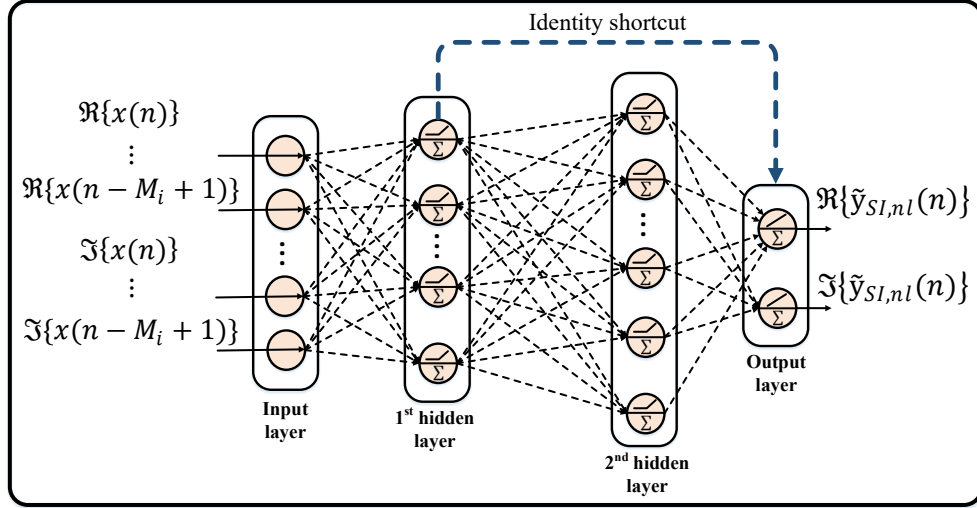 Identity shortcut
ℜ{x(n)}
⋮
ℜ{x(n − M_i + 1)}
ℑ{x(n)}
⋮
ℑ{x(n − M_i + 1)}
⋮
Σ
Σ
⋮
Σ
Σ
Σ
Σ
⋮
Σ
Σ
Σ
Σ
Σ
ℜ{ỹ_{SI,nl}(n)}
ℑ{ỹ_{SI,nl}(n)}
Input
layer
1st hidden
layer
2nd hidden
layer
Output
layer